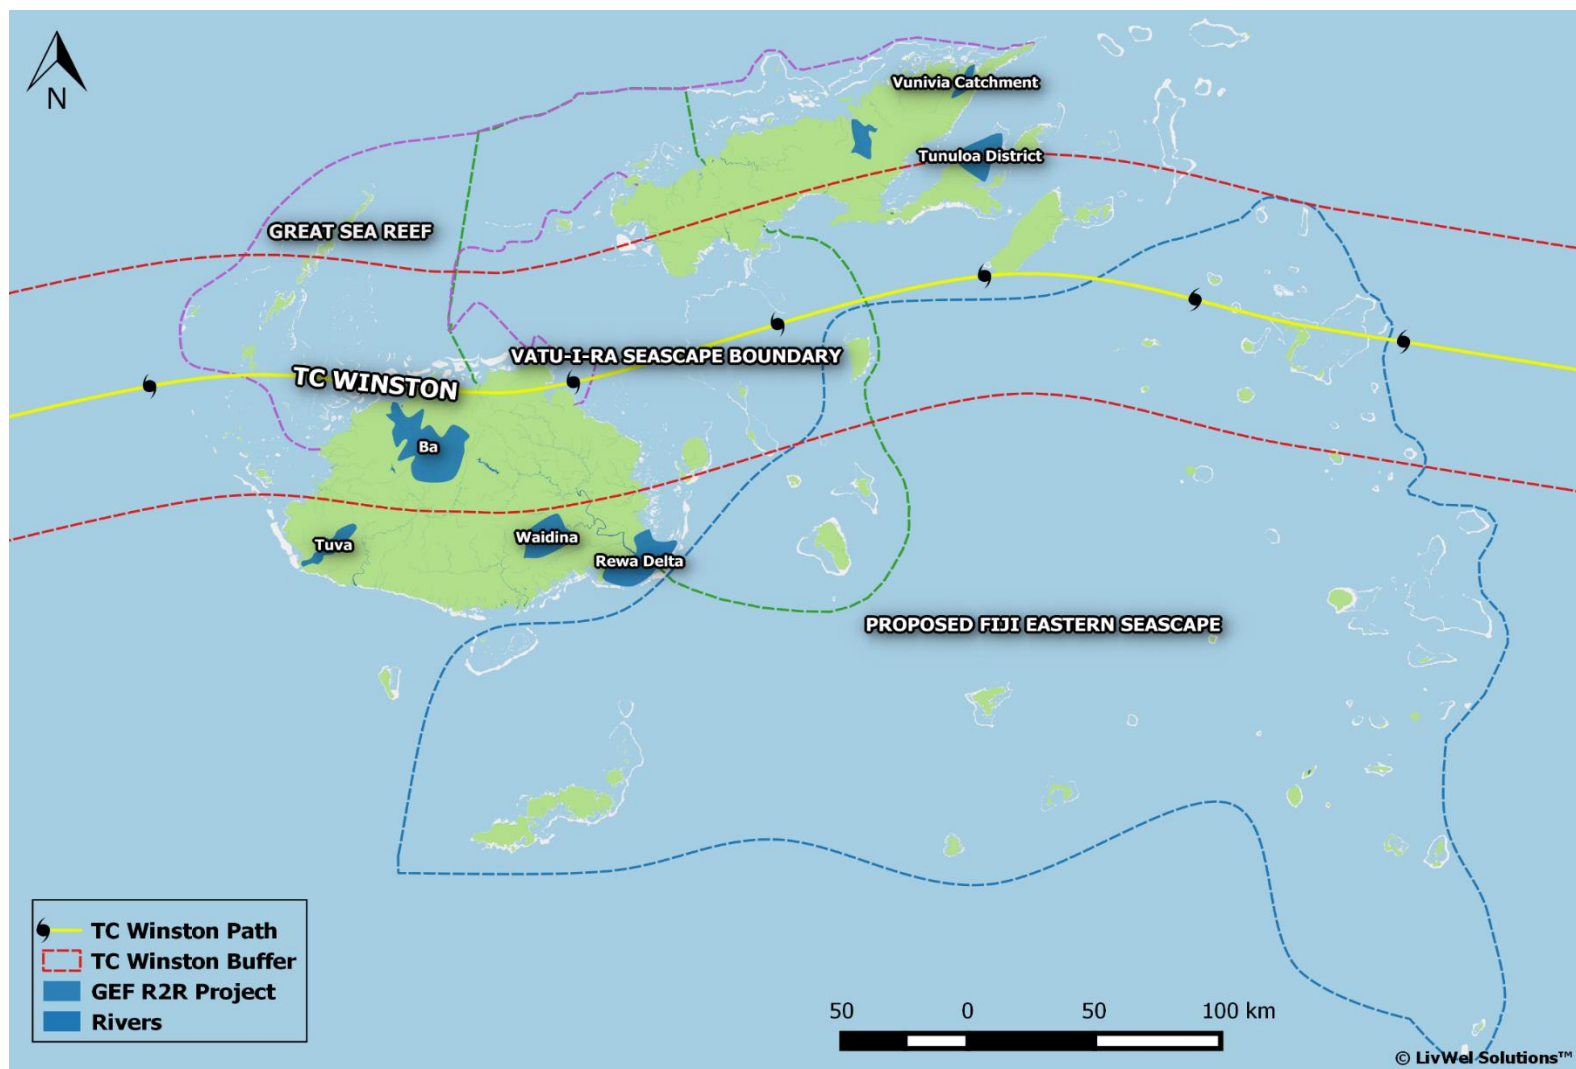 N
Vunivia Catchment
Tunuloa District
GREAT SEA REEF
VATU-I-RA SEASCAPE BOUNDARY
TC WINSTON
Ba
Tuva
Waidina
Rewa Delta
PROPOSED FIJI EASTERN SEASCAPE
TC Winston Path
TC Winston Buffer
GEF R2R Project
Rivers
50 0 50 100 km
© LivWel Solutions™